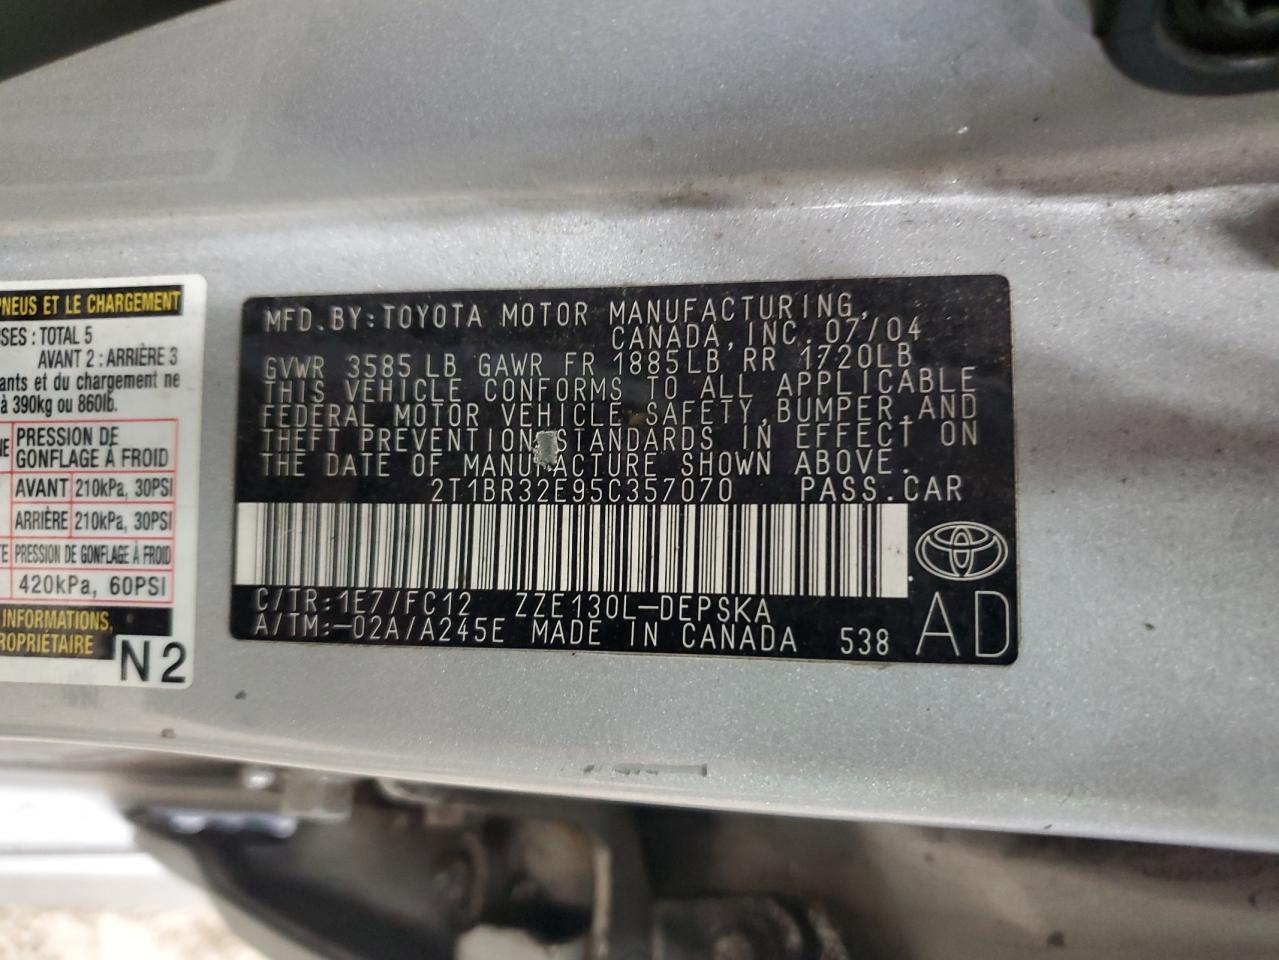 PNEUS ET LE CHARGEMENT
SES : TOTAL 5
AVANT 2 : ARRIÈRE 3
ants et du chargement ne
à 390kg ou 860lb.
PRESSION DE
GONFLAGE À FROID
AVANT 210kPa, 30PSI
ARRIÈRE 210kPa, 30PSI
PRESSION DE GONFLAGE À FROID
420kPa, 60PSI
INFORMATIONS,
ROPRIÉTAIRE
N2
MFD.BY:TOYOTA MOTOR MANUFACTURING,
CANADA,INC.07/04
GVWR 3585LB GAWR FR 1885LB RR 1720LB
THIS VEHICLE CONFORMS TO ALL APPLICABLE
FEDERAL MOTOR VEHICLE SAFETY,BUMPER,AND
THEFT PREVENTION STANDARDS IN EFFECT ON
THE DATE OF MANUFACTURE SHOWN ABOVE.
2T1BR32E95C357070 PASS.CAR
C/TR:1E7/FC12 ZZE130L-DEPSKA
A/TM:-02A/A245E MADE IN CANADA 538
AD